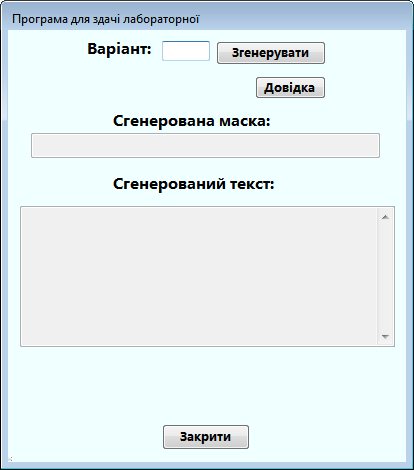 Програма для здачі лабораторної
Варіант: Згенерувати
Довідка
Сгенерована маска:
Сгенерований текст:
Закрити